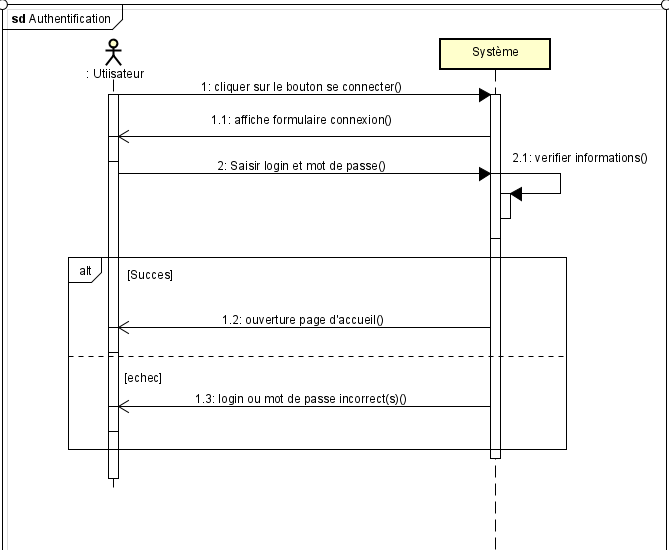 sd Authentification
: Utilsateur
Système
1: cliquer sur le bouton se connecter()
1.1: affiche formulaire connexion()
2.1: verifier informations()
2: Saisir login et mot de passe()
alt
[Succes]
1.2: ouverture page d'accueil()
[echec]
1.3: login ou mot de passe incorrect(s)()